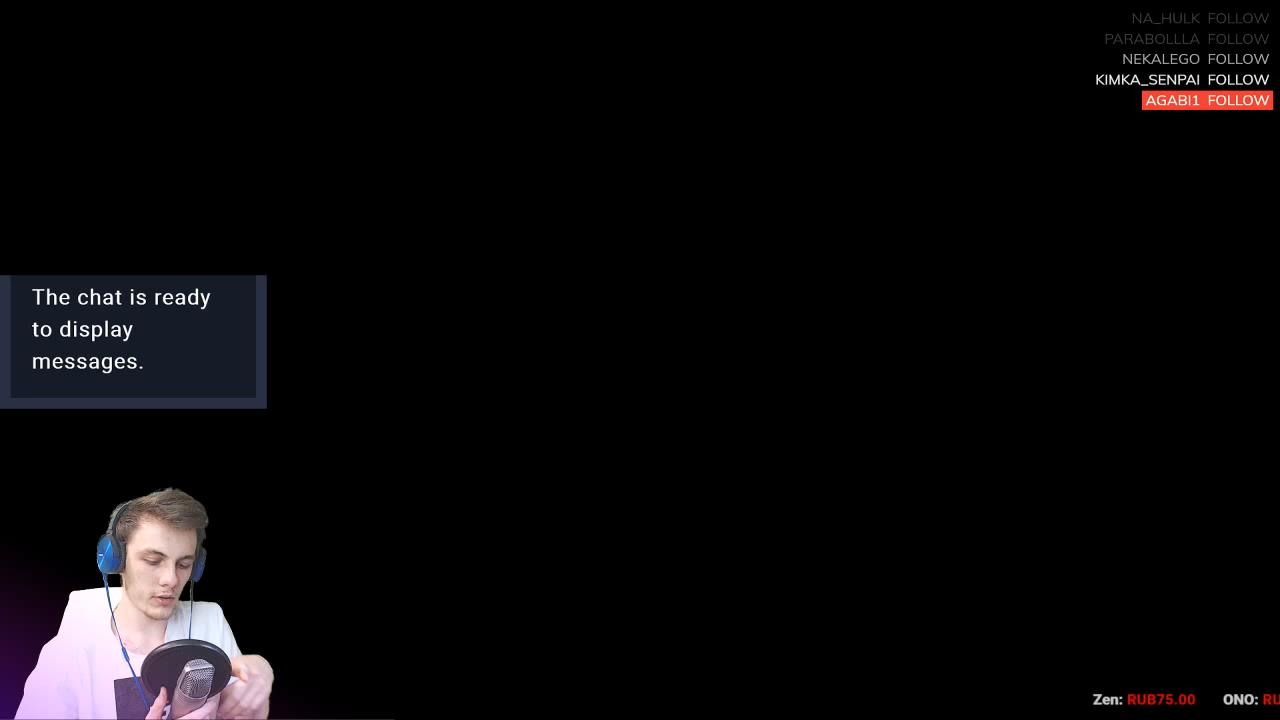 NA_HULK FOLLOW
PARABOLLLA FOLLOW
NEKALEGO FOLLOW
KIMKA_SENPAI FOLLOW
AGABI1 FOLLOW
The chat is ready
to display
messages.
Zen: RUB75.00 ONO: RU